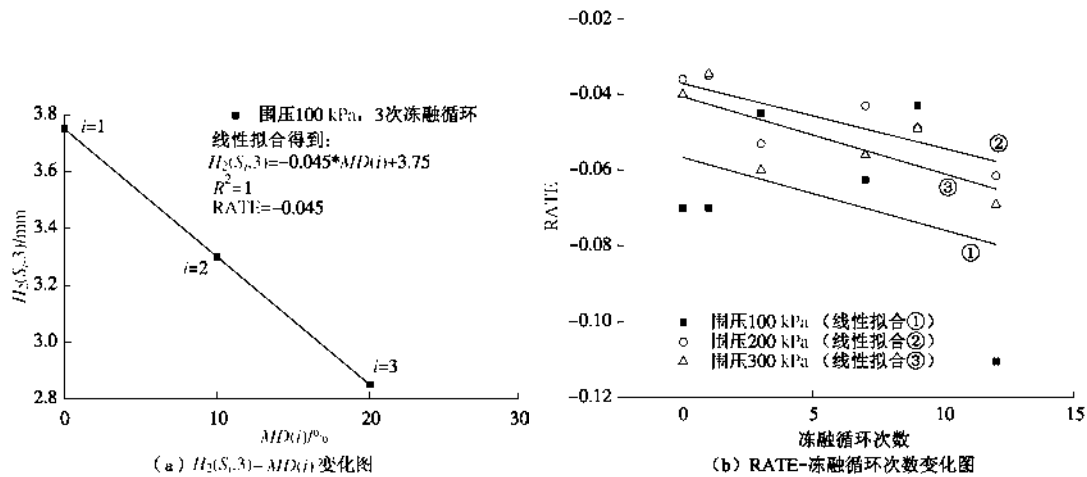 3.8
3.6
3.4
3.2
3.0
2.8
0
10
20
30
H₂(Sᵢ,3)/mm
MD(i)/%
i=1
i=2
i=3
■ 围压100 kPa，3次冻融循环
线性拟合得到：
H₂(Sᵢ,3)=-0.045*MD(i)+3.75
R²=1
RATE=-0.045
（a）H₂(Sᵢ,3)-MD(i)变化图
-0.02
-0.04
-0.06
-0.08
-0.10
-0.12
RATE
0
5
10
15
②
③
①
■ 围压100 kPa（线性拟合①）
○ 围压200 kPa（线性拟合②）
△ 围压300 kPa（线性拟合③）
冻融循环次数
（b）RATE-冻融循环次数变化图